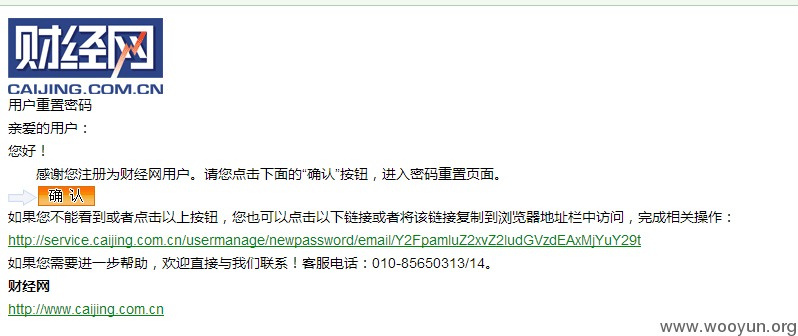 财经网
CAIJING.COM.CN
用户重置密码
亲爱的用户：
您好！
感谢您注册为财经网用户。请您点击下面的“确认”按钮，进入密码重置页面。
确 认
如果您不能看到或者点击以上按钮，您也可以点击以下链接或者将该链接复制到浏览器地址栏中访问，完成相关操作：
http://service.caijing.com.cn/usermanage/newpassword/email/Y2FpamluZ2xvZ2ludGVzdEAxMjYuY29t
如果您需要进一步帮助，欢迎直接与我们联系！客服电话：010-85650313/14。
财经网
http://www.caijing.com.cn
www.wooyun.org